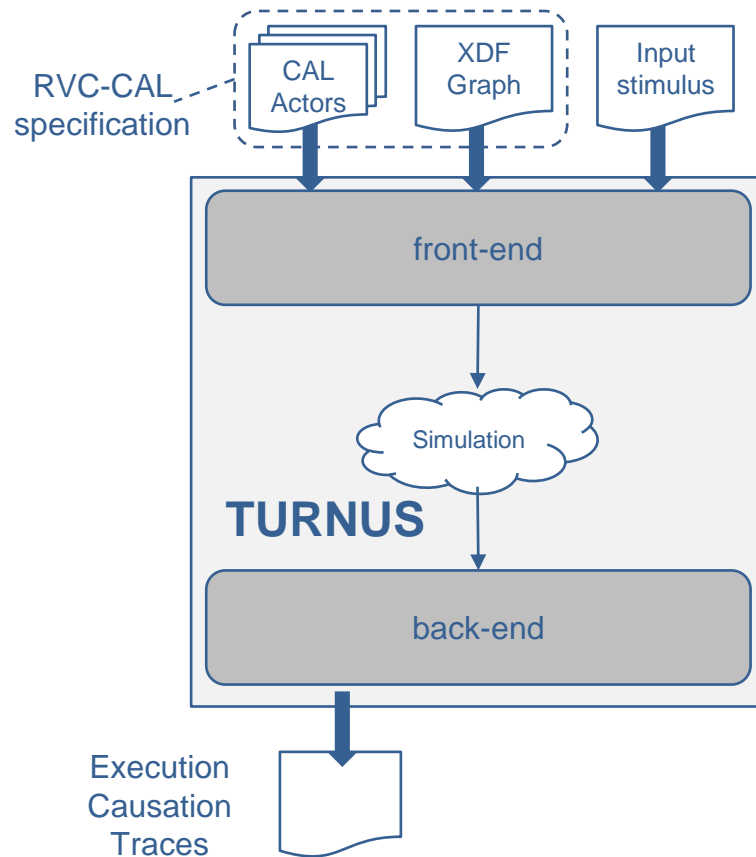 RVC-CAL
specification
CAL
Actors
XDF
Graph
Input
stimulus
front-end
Simulation
TURNUS
back-end
Execution
Causation
Traces